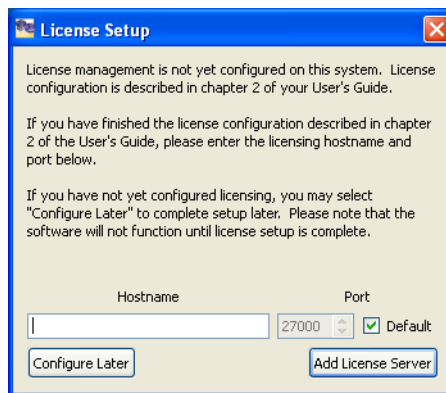 License Setup
License management is not yet configured on this system. License
configuration is described in chapter 2 of your User's Guide.
If you have finished the license configuration described in chapter
2 of the User's Guide, please enter the licensing hostname and
port below.
If you have not yet configured licensing, you may select
"Configure Later" to complete setup later. Please note that the
software will not function until license setup is complete.
Hostname Port
27000 Default
Configure Later Add License Server